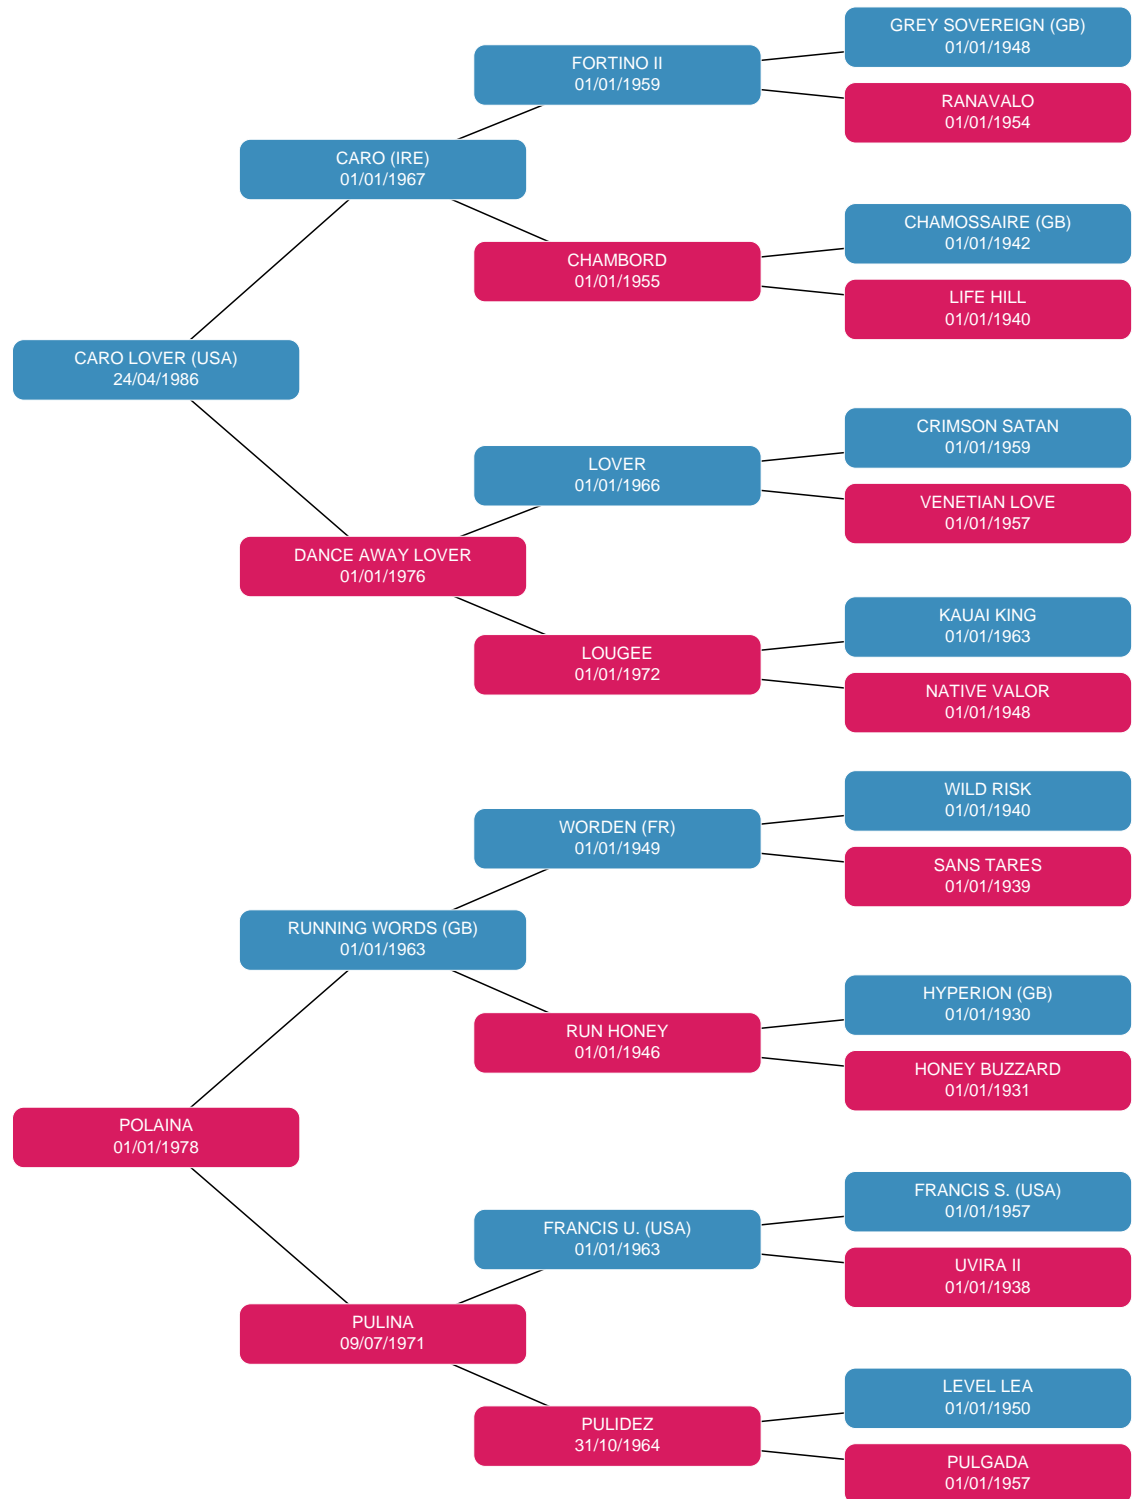 GREY SOVEREIGN (GB)
01/01/1948
FORTINO II
01/01/1959
RANAVALO
01/01/1954
CARO (IRE)
01/01/1967
CHAMOSSAIRE (GB)
01/01/1942
CHAMBORD
01/01/1955
LIFE HILL
01/01/1940
CARO LOVER (USA)
24/04/1986
CRIMSON SATAN
01/01/1959
LOVER
01/01/1966
VENETIAN LOVE
01/01/1957
DANCE AWAY LOVER
01/01/1976
KAUAI KING
01/01/1963
LOUGEE
01/01/1972
NATIVE VALOR
01/01/1948
WILD RISK
01/01/1940
WORDEN (FR)
01/01/1949
SANS TARES
01/01/1939
RUNNING WORDS (GB)
01/01/1963
HYPERION (GB)
01/01/1930
RUN HONEY
01/01/1946
HONEY BUZZARD
01/01/1931
POLAINA
01/01/1978
FRANCIS S. (USA)
01/01/1957
FRANCIS U. (USA)
01/01/1963
UVIRA II
01/01/1938
PULINA
09/07/1971
LEVEL LEA
01/01/1950
PULIDEZ
31/10/1964
PULGADA
01/01/1957